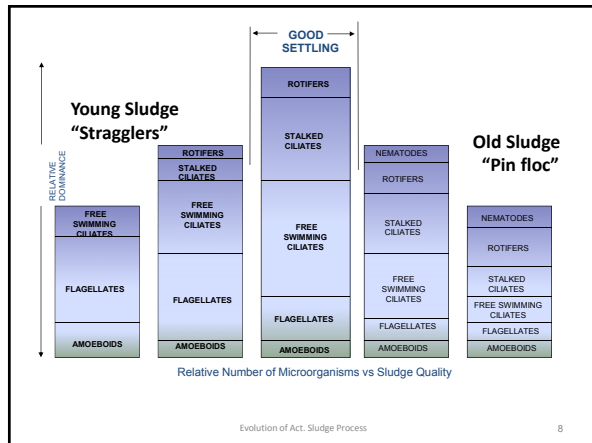 GOOD
SETTLING
Young Sludge
“Stragglers”
Old Sludge
“Pin floc”
RELATIVE
DOMINANCE
FREE
SWIMMING
CILIATES
FLAGELLATES
AMOEBOIDS
ROTIFERS
STALKED
CILIATES
FREE
SWIMMING
CILIATES
FLAGELLATES
AMOEBOIDS
ROTIFERS
STALKED
CILIATES
FREE
SWIMMING
CILIATES
FLAGELLATES
AMOEBOIDS
NEMATODES
ROTIFERS
STALKED
CILIATES
FREE
SWIMMING
CILIATES
FLAGELLATES
AMOEBOIDS
NEMATODES
ROTIFERS
STALKED
CILIATES
FREE SWIMMING
CILIATES
FLAGELLATES
AMOEBOIDS
Relative Number of Microorganisms vs Sludge Quality
Evolution of Act. Sludge Process
8